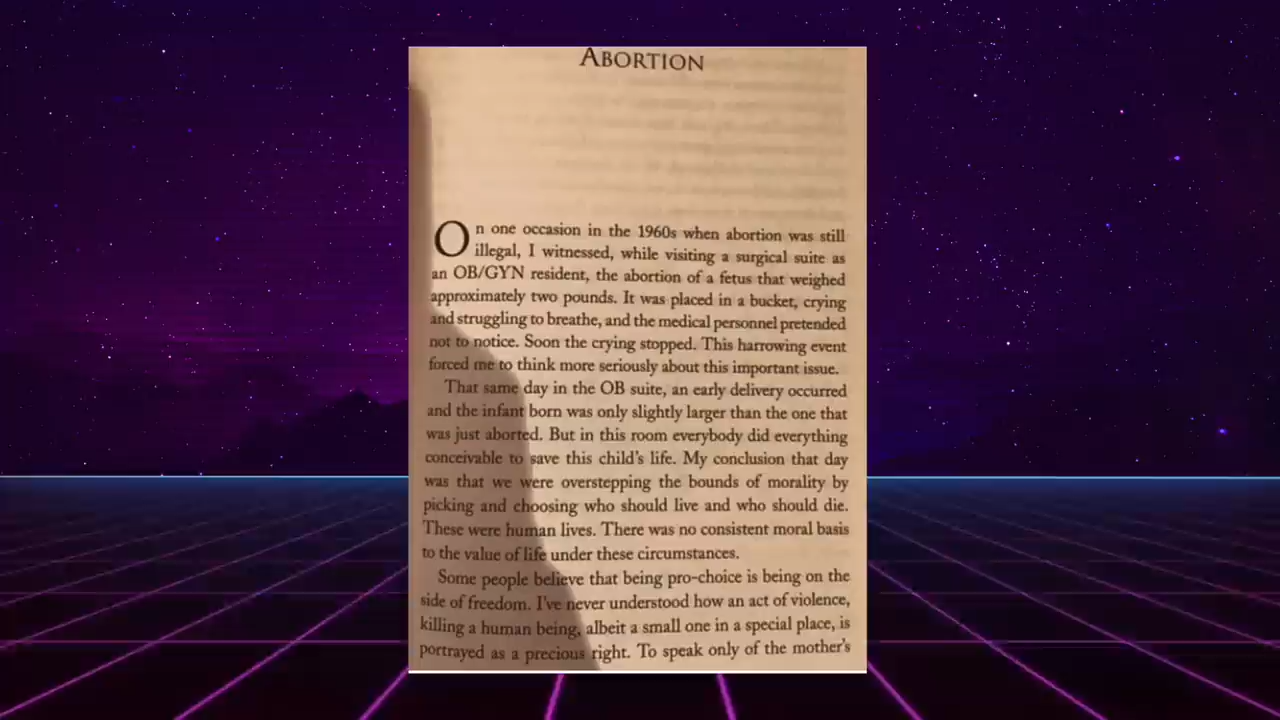 ABORTION
On one occasion in the 1960s when abortion was still
illegal, I witnessed, while visiting a surgical suite as
an OB/GYN resident, the abortion of a fetus that weighed
approximately two pounds. It was placed in a bucket, crying
and struggling to breathe, and the medical personnel pretended
not to notice. Soon the crying stopped. This harrowing event
forced me to think more seriously about this important issue.
That same day in the OB suite, an early delivery occurred
and the infant born was only slightly larger than the one that
was just aborted. But in this room everybody did everything
conceivable to save this child's life. My conclusion that day
was that we were overstepping the bounds of morality by
picking and choosing who should live and who should die.
These were human lives. There was no consistent moral basis
to the value of life under these circumstances.
Some people believe that being pro-choice is being on the
side of freedom. I've never understood how an act of violence,
killing a human being, albeit a small one in a special place, is
portrayed as a precious right. To speak only of the mother's